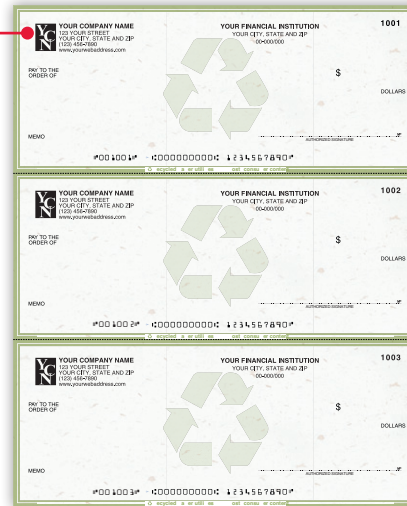 YCN
YOUR COMPANY NAME
123 YOUR STREET
YOUR CITY, STATE AND ZIP
(123) 456-7890
www.yourwebaddress.com
YOUR FINANCIAL INSTITUTION
YOUR CITY, STATE AND ZIP
00-000/000
1001
PAY TO THE
ORDER OF
$
DOLLARS
MEMO
AUTHORIZED SIGNATURE
⑈001001⑈ ⑆000000000⑆ 1234567890⑈
YCN
YOUR COMPANY NAME
123 YOUR STREET
YOUR CITY, STATE AND ZIP
(123) 456-7890
www.yourwebaddress.com
YOUR FINANCIAL INSTITUTION
YOUR CITY, STATE AND ZIP
00-000/000
1002
PAY TO THE
ORDER OF
$
DOLLARS
MEMO
AUTHORIZED SIGNATURE
⑈001002⑈ ⑆000000000⑆ 1234567890⑈
YCN
YOUR COMPANY NAME
123 YOUR STREET
YOUR CITY, STATE AND ZIP
(123) 456-7890
www.yourwebaddress.com
YOUR FINANCIAL INSTITUTION
YOUR CITY, STATE AND ZIP
00-000/000
1003
PAY TO THE
ORDER OF
$
DOLLARS
MEMO
AUTHORIZED SIGNATURE
⑈001003⑈ ⑆000000000⑆ 1234567890⑈